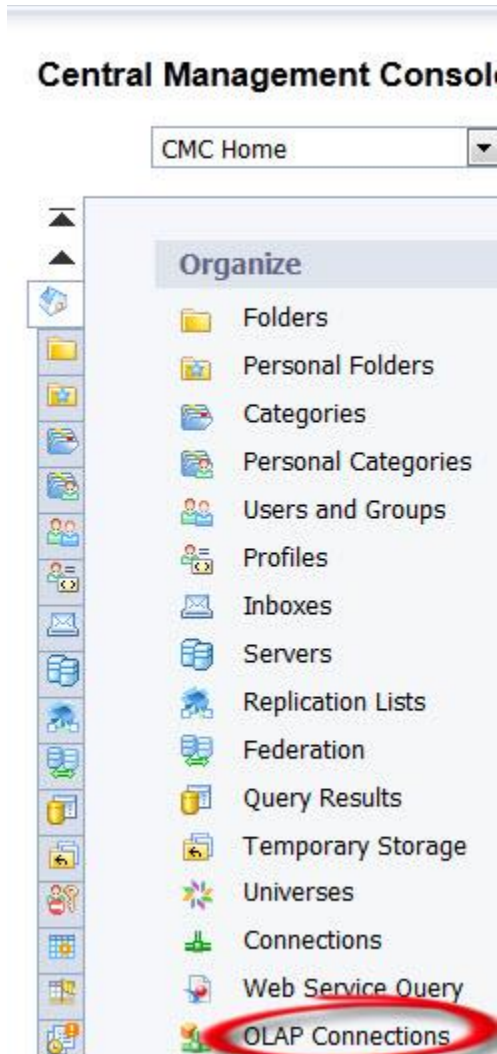 Central Management Console
CMC Home
Organize
Folders
Personal Folders
Categories
Personal Categories
Users and Groups
Profiles
Inboxes
Servers
Replication Lists
Federation
Query Results
Temporary Storage
Universes
Connections
Web Service Query
OLAP Connections